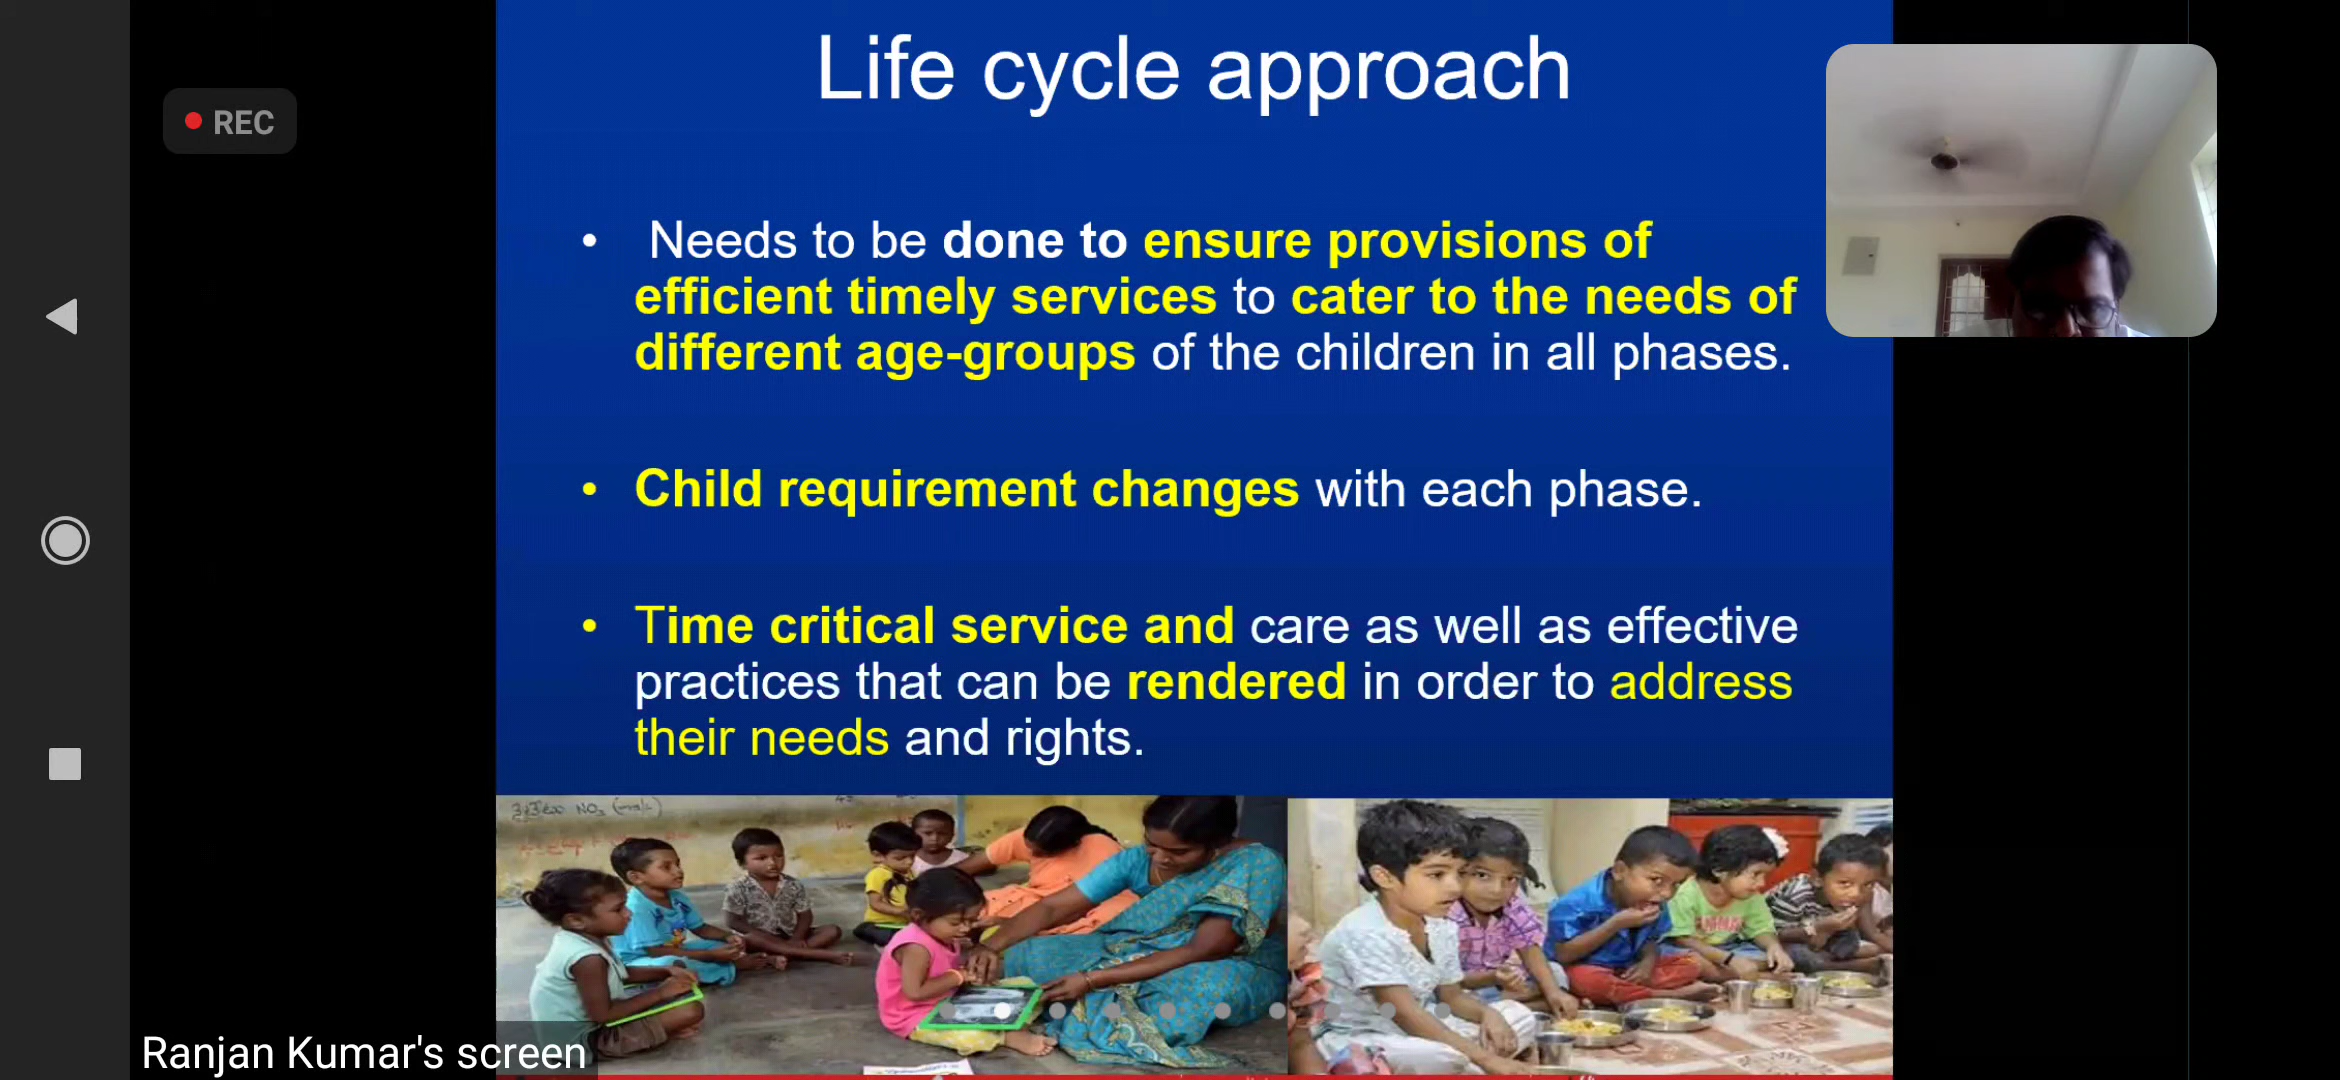 Life cycle approach
REC
• Needs to be done to ensure provisions of
efficient timely services to cater to the needs of
different age-groups of the children in all phases.
• Child requirement changes with each phase.
• Time critical service and care as well as effective
practices that can be rendered in order to address
their needs and rights.
NO3
Ranjan Kumar's screen